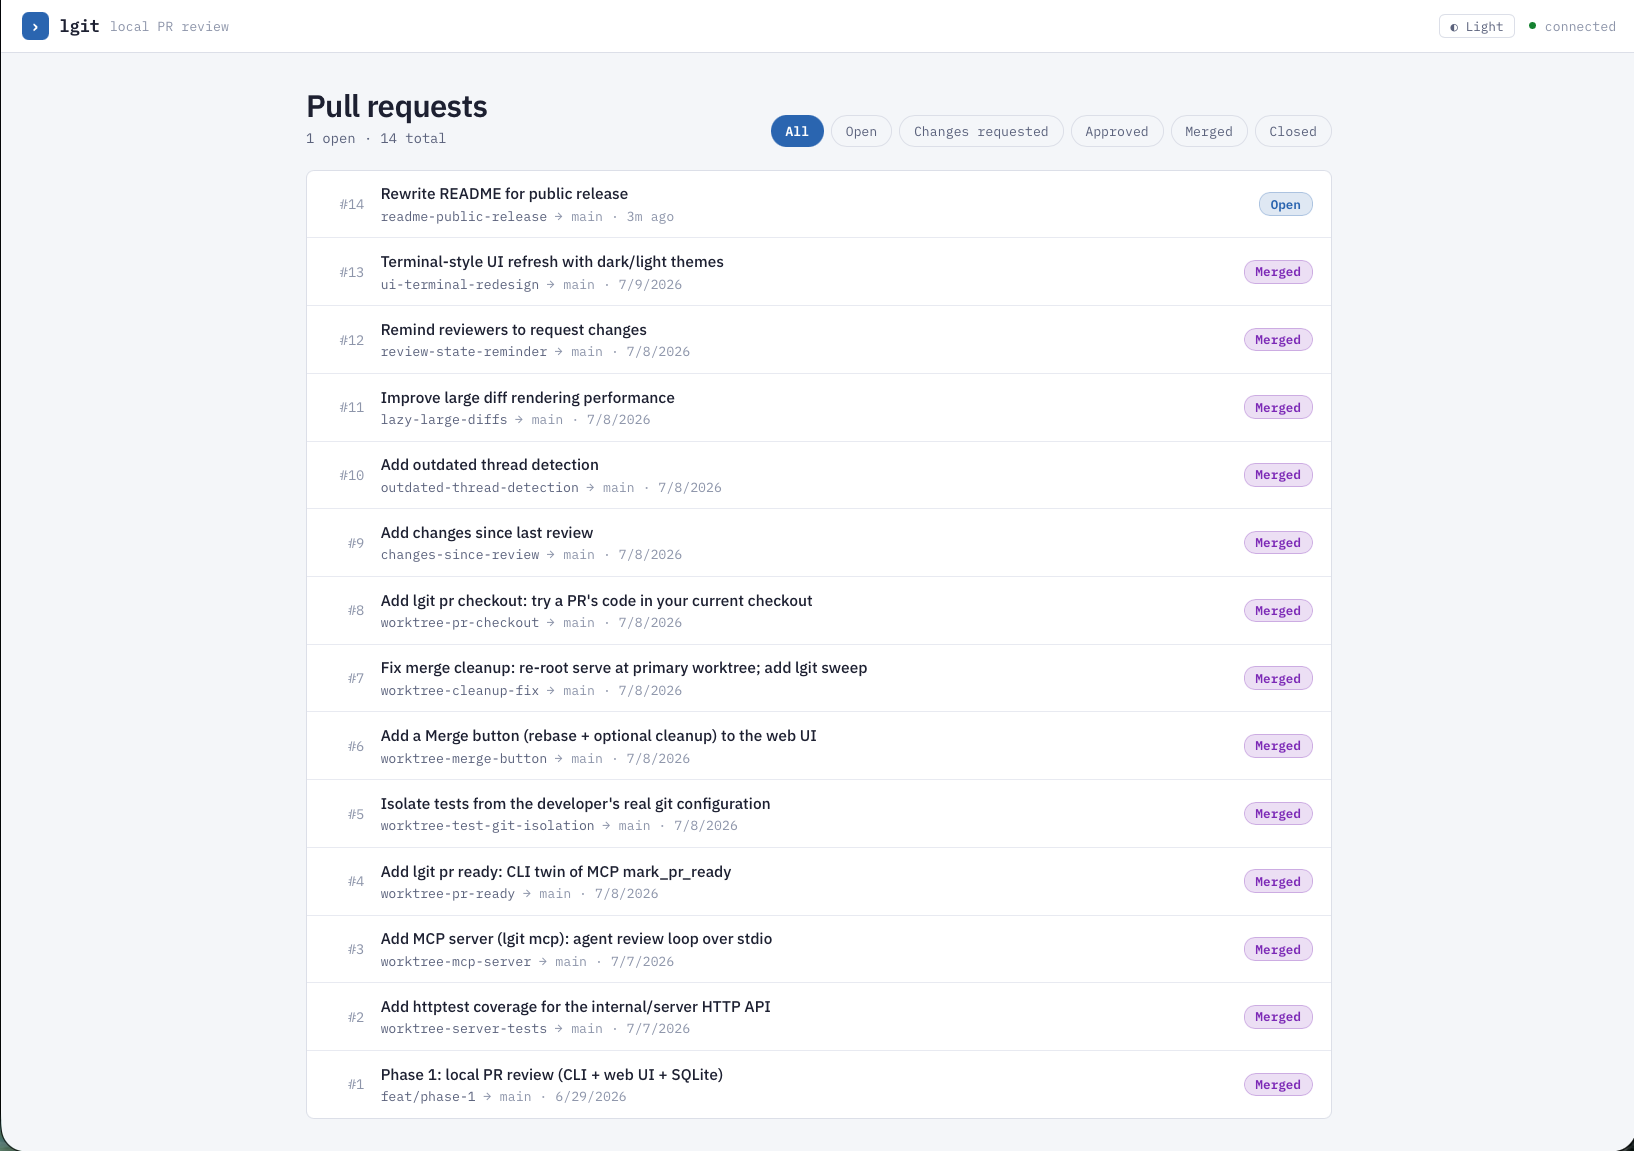 › lgit local PR review
◐ Light
connected
Pull requests
1 open · 14 total
All
Open
Changes requested
Approved
Merged
Closed
#14
Rewrite README for public release
readme-public-release → main · 3m ago
Open
#13
Terminal-style UI refresh with dark/light themes
ui-terminal-redesign → main · 7/9/2026
Merged
#12
Remind reviewers to request changes
review-state-reminder → main · 7/8/2026
Merged
#11
Improve large diff rendering performance
lazy-large-diffs → main · 7/8/2026
Merged
#10
Add outdated thread detection
outdated-thread-detection → main · 7/8/2026
Merged
#9
Add changes since last review
changes-since-review → main · 7/8/2026
Merged
#8
Add lgit pr checkout: try a PR's code in your current checkout
worktree-pr-checkout → main · 7/8/2026
Merged
#7
Fix merge cleanup: re-root serve at primary worktree; add lgit sweep
worktree-cleanup-fix → main · 7/8/2026
Merged
#6
Add a Merge button (rebase + optional cleanup) to the web UI
worktree-merge-button → main · 7/8/2026
Merged
#5
Isolate tests from the developer's real git configuration
worktree-test-git-isolation → main · 7/8/2026
Merged
#4
Add lgit pr ready: CLI twin of MCP mark_pr_ready
worktree-pr-ready → main · 7/8/2026
Merged
#3
Add MCP server (lgit mcp): agent review loop over stdio
worktree-mcp-server → main · 7/7/2026
Merged
#2
Add httptest coverage for the internal/server HTTP API
worktree-server-tests → main · 7/7/2026
Merged
#1
Phase 1: local PR review (CLI + web UI + SQLite)
feat/phase-1 → main · 6/29/2026
Merged